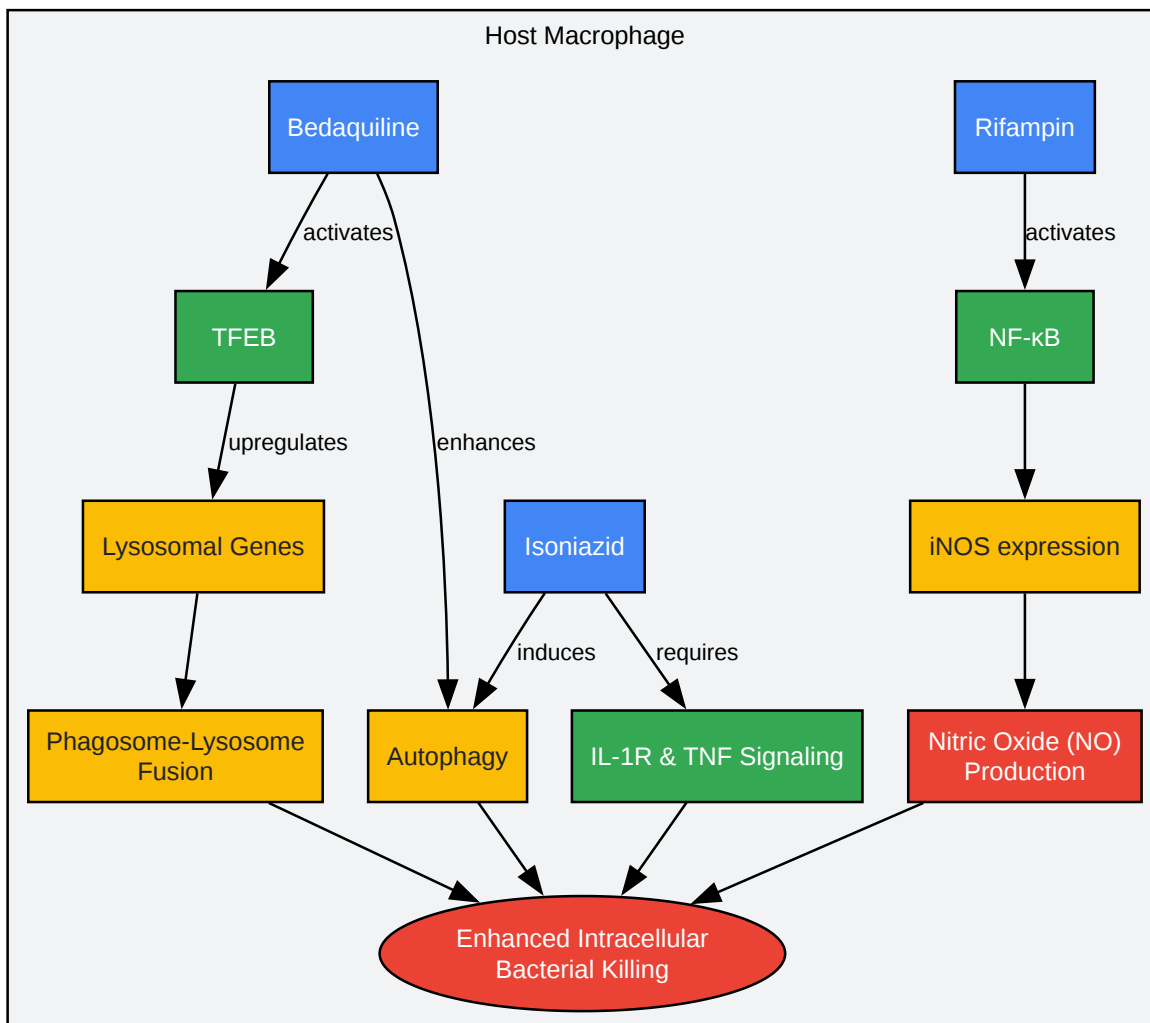 Host Macrophage
Bedaquiline
Rifampin
activates
activates
TFEB
NF-κB
upregulates
enhances
Lysosomal Genes
Isoniazid
iNOS expression
induces
requires
Phagosome-Lysosome
Fusion
Autophagy
IL-1R & TNF Signaling
Nitric Oxide (NO)
Production
Enhanced Intracellular
Bacterial Killing